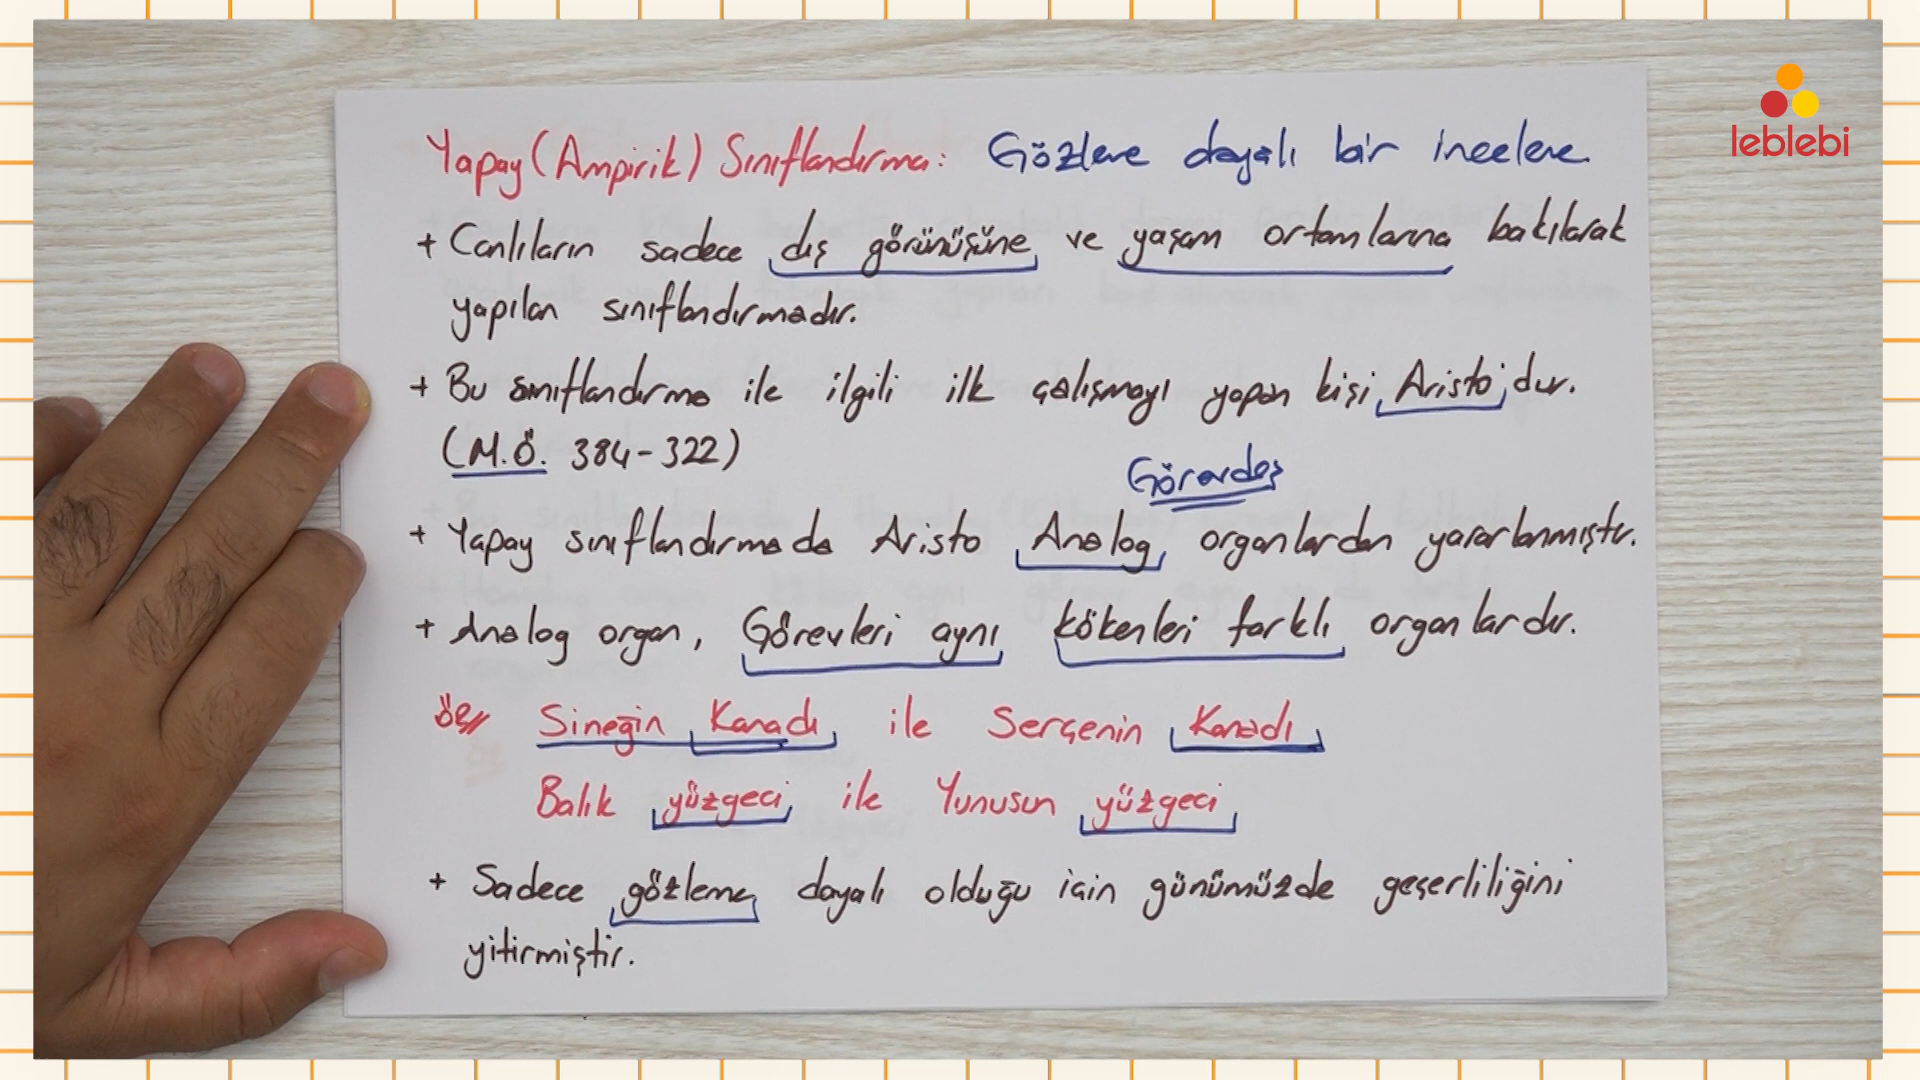 leblebi
Yapay (Ampirik) Sınıflandırma: Gözleme dayalı bir inceleme.
+ Canlıların sadece dış görünüşüne ve yaşam ortamlarına bakılarak
yapılan sınıflandırmadır.
+ Bu sınıflandırma ile ilgili ilk çalışmayı yapan kişi Aristo'dur.
(M.Ö. 384-322)
Görevdeş
+ Yapay sınıflandırmada Aristo Analog organlardan yararlanmıştır.
+ Analog organ, Görevleri aynı kökenleri farklı organlardır.
ör// Sineğin Kanadı ile Serçenin Kanadı
Balık yüzgeci ile Yunusun yüzgeci
+ Sadece gözleme dayalı olduğu için günümüzde geçerliliğini
yitirmiştir.